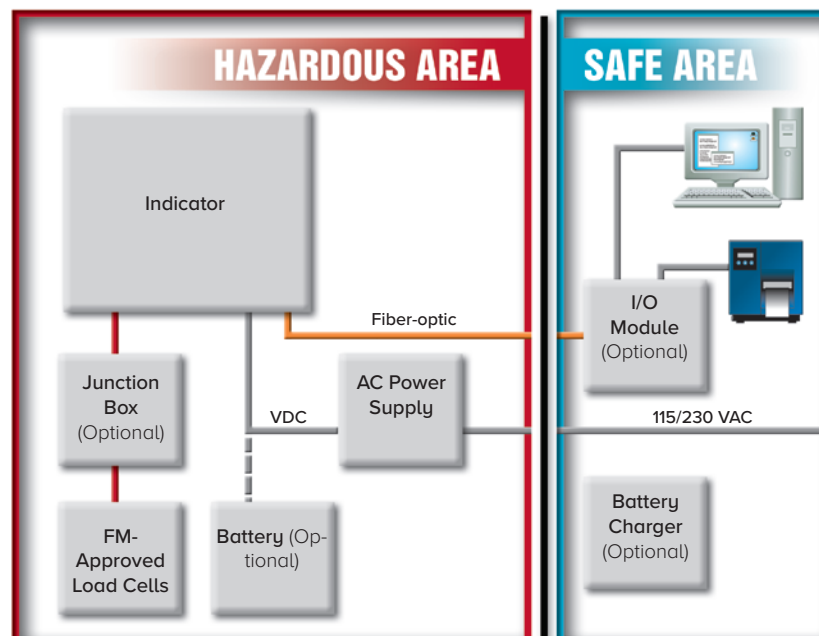 HAZARDOUS AREA
SAFE AREA
Indicator
Fiber-optic
I/O
Module
(Optional)
Junction
Box
(Optional)
VDC
AC Power
Supply
115/230 VAC
FM-
Approved
Load Cells
Battery (Op-
tional)
Battery
Charger
(Optional)